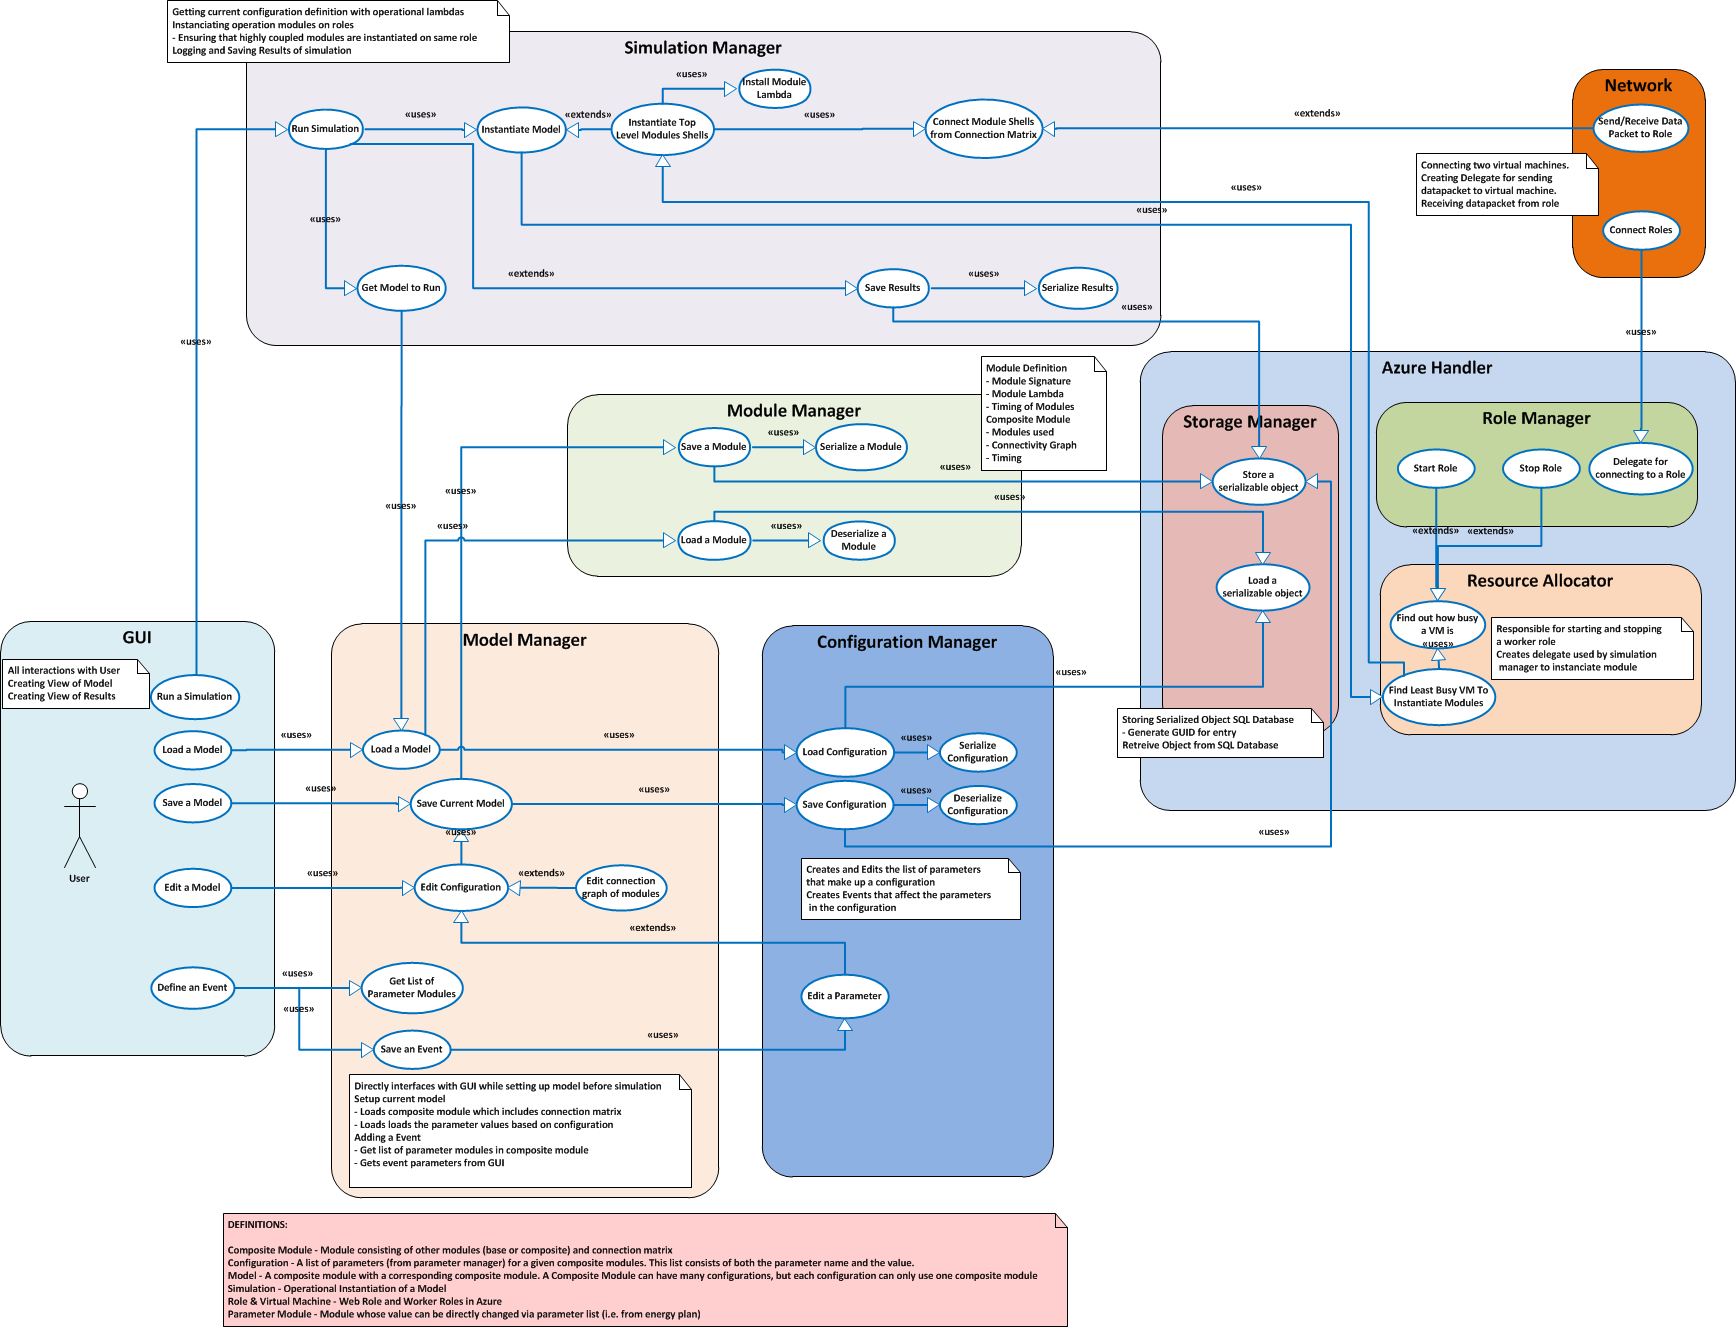 Getting current configuration definition with operational lambdas
Instanciating operation modules on roles
- Ensuring that highly coupled modules are instantiated on same role
Logging and Saving Results of simulation
Simulation Manager
«uses»
Install Module
Lambda
Run Simulation
«uses»
Instantiate Model
«extends»
Instantiate Top
Level Modules Shells
«uses»
Connect Module Shells
from Connection Matrix
«extends»
Network
Send/Receive Data
Packet to Role
Connecting two virtual machines.
Creating Delegate for sending
datapacket to virtual machine.
Receiving datapacket from role
Connect Roles
«uses»
«uses»
«uses»
Get Model to Run
«extends»
Save Results
«uses»
Serialize Results
«uses»
«uses»
«uses»
Module Definition
- Module Signature
- Module Lambda
- Timing of Modules
Composite Module
- Modules used
- Connectivity Graph
- Timing
Module Manager
Save a Module
«uses»
Serialize a Module
«uses»
«uses»
Load a Module
«uses»
Deserialize a
Module
«uses»
«uses»
«uses»
Azure Handler
Storage Manager
Store a
serializable object
Load a
serializable object
Role Manager
Start Role
Stop Role
Delegate for
connecting to a Role
«extends»
«extends»
Resource Allocator
Find out how busy
a VM is
«uses»
Responsible for starting and stopping
a worker role
Creates delegate used by simulation
manager to instanciate module
Find Least Busy VM To
Instantiate Modules
Storing Serialized Object SQL Database
- Generate GUID for entry
Retreive Object from SQL Database
GUI
All interactions with User
Creating View of Model
Creating View of Results
Run a Simulation
Load a Model
Save a Model
User
Edit a Model
Define an Event
«uses»
«uses»
«uses»
«uses»
«uses»
Model Manager
Load a Model
«uses»
Save Current Model
«uses»
«uses»
Edit Configuration
«extends»
Edit connection
graph of modules
«extends»
Get List of
Parameter Modules
Save an Event
«uses»
Directly interfaces with GUI while setting up model before simulation
Setup current model
- Loads composite module which includes connection matrix
- Loads loads the parameter values based on configuration
Adding a Event
- Get list of parameter modules in composite module
- Gets event parameters from GUI
Configuration Manager
«uses»
Load Configuration
«uses»
Serialize
Configuration
Save Configuration
«uses»
Deserialize
Configuration
«uses»
Creates and Edits the list of parameters
that make up a configuration
Creates Events that affect the parameters
in the configuration
Edit a Parameter
DEFINITIONS:
Composite Module - Module consisting of other modules (base or composite) and connection matrix
Configuration - A list of parameters (from parameter manager) for a given composite modules. This list consists of both the parameter name and the value.
Model - A composite module with a corresponding composite module. A Composite Module can have many configurations, but each configuration can only use one composite module
Simulation - Operational Instantiation of a Model
Role & Virtual Machine - Web Role and Worker Roles in Azure
Parameter Module - Module whose value can be directly changed via parameter list (i.e. from energy plan)